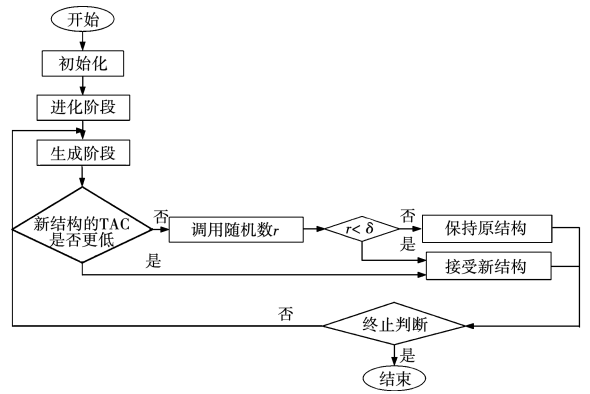 开始
初始化
进化阶段
生成阶段
新结构的TAC
是否更低
否
调用随机数r
r< δ
否
保持原结构
是
接受新结构
是
终止判断
否
是
结束